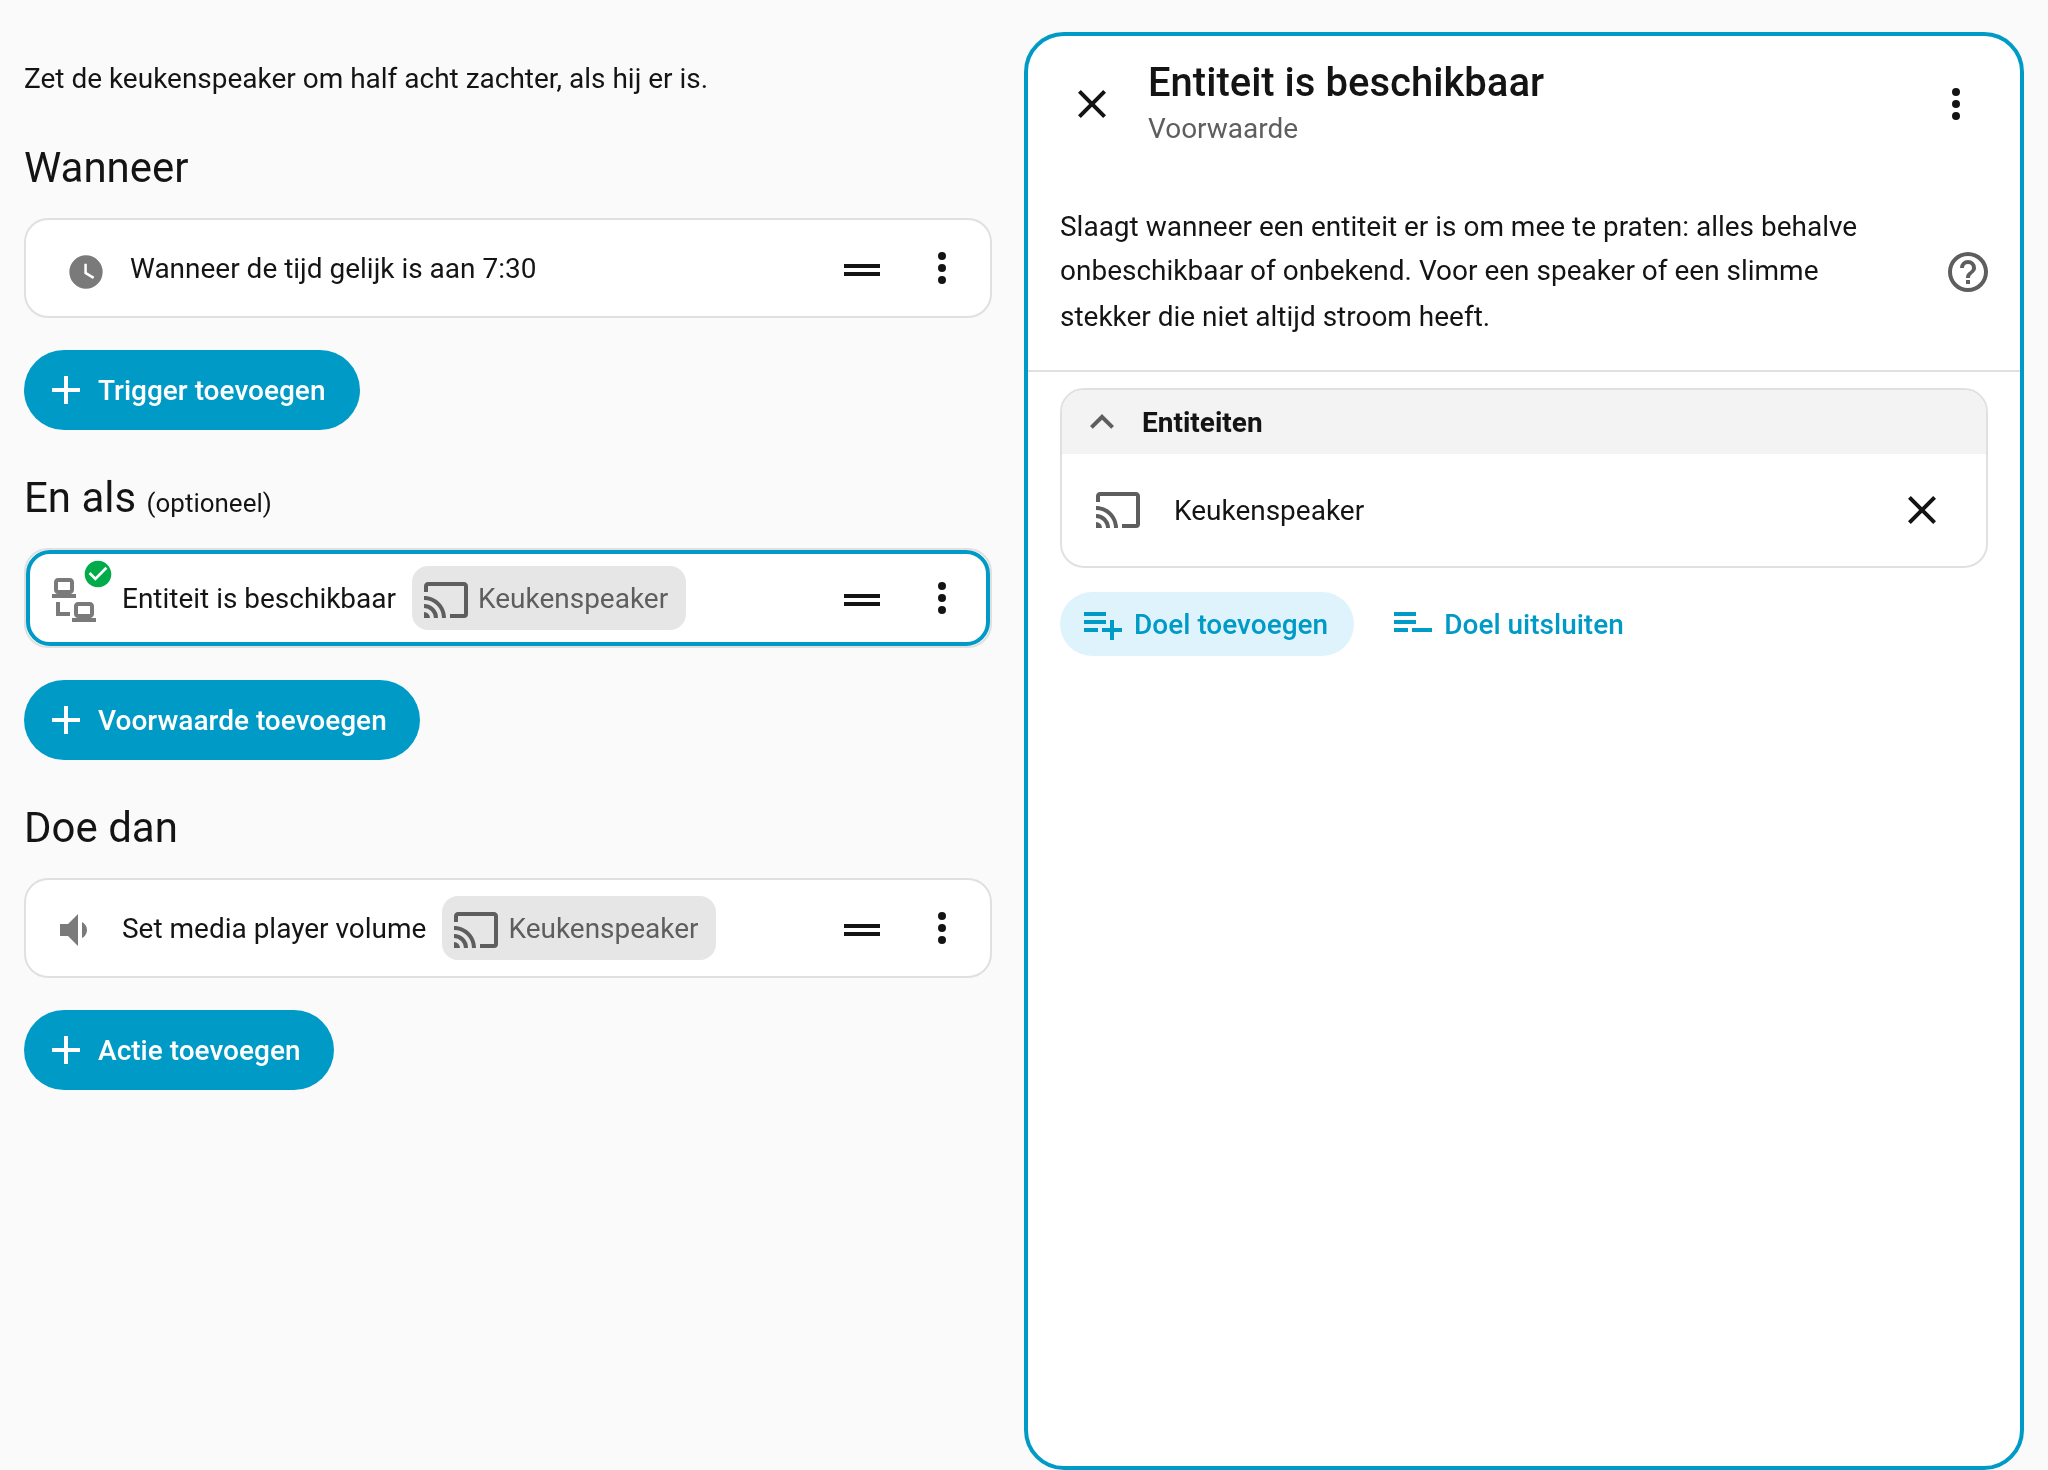 Zet de keukenspeaker om half acht zachter, als hij er is.
Wanneer
Wanneer de tijd gelijk is aan 7:30
Trigger toevoegen
En als (optioneel)
Entiteit is beschikbaar Keukenspeaker
Voorwaarde toevoegen
Doe dan
Set media player volume Keukenspeaker
Actie toevoegen
Entiteit is beschikbaar
Voorwaarde
Slaagt wanneer een entiteit er is om mee te praten: alles behalve
onbeschikbaar of onbekend. Voor een speaker of een slimme
stekker die niet altijd stroom heeft.
Entiteiten
Keukenspeaker
Doel toevoegen Doel uitsluiten